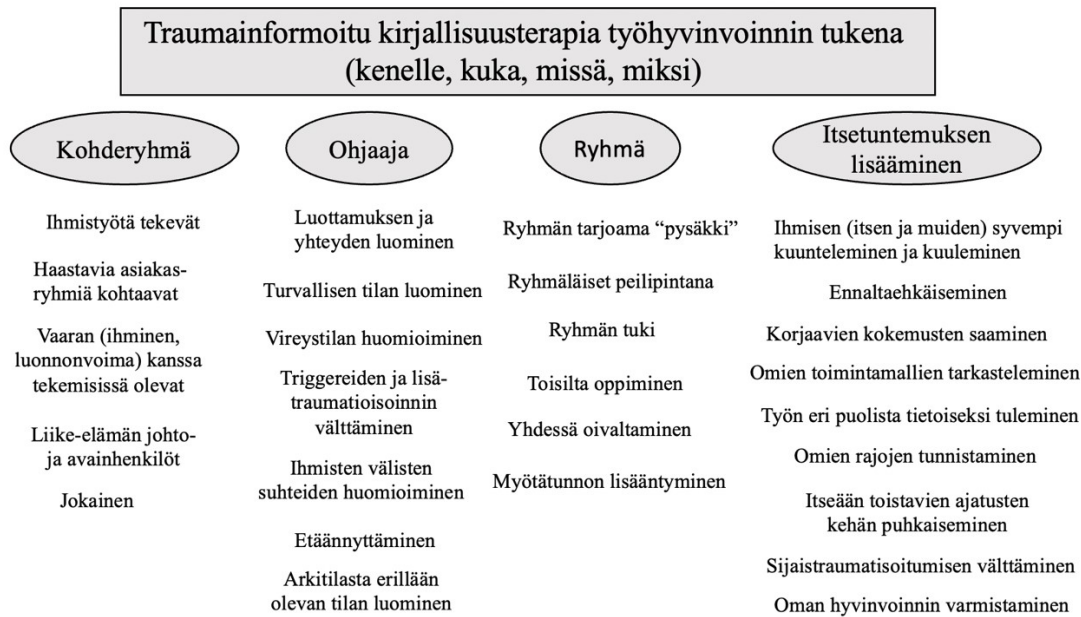 Traumainformoitu kirjallisuusterapia työhyvinvoinnin tukena
(kenelle, kuka, missä, miksi)
Kohderyhmä
Ihmistyötä tekevät
Haastavia asiakas-
ryhmiä kohtaavat
Vaaran (ihminen,
luonnonvoima) kanssa
tekemisissä olevat
Liike-elämän johto-
ja avainhenkilöt
Jokainen
Ohjaaja
Luottamuksen ja
yhteyden luominen
Turvallisen tilan luominen
Vireystilan huomioiminen
Triggereiden ja lisä-
traumatioisoinnin
välttäminen
Ihmisten välisten
suhteiden huomioiminen
Etäännyttäminen
Arkitilasta erillään
olevan tilan luominen
Ryhmä
Ryhmän tarjoama “pysäkki”
Ryhmäläiset peilipintana
Ryhmän tuki
Toisilta oppiminen
Yhdessä oivaltaminen
Myötätunnon lisääntyminen
Itsetuntemuksen
lisääminen
Ihmisen (itsen ja muiden) syvempi
kuunteleminen ja kuuleminen
Ennaltaehkäiseminen
Korjaavien kokemusten saaminen
Omien toimintamallien tarkasteleminen
Työn eri puolista tietoiseksi tuleminen
Omien rajojen tunnistaminen
Itseään toistavien ajatusten
kehän puhkaiseminen
Sijaistraumatisoitumisen välttäminen
Oman hyvinvoinnin varmistaminen